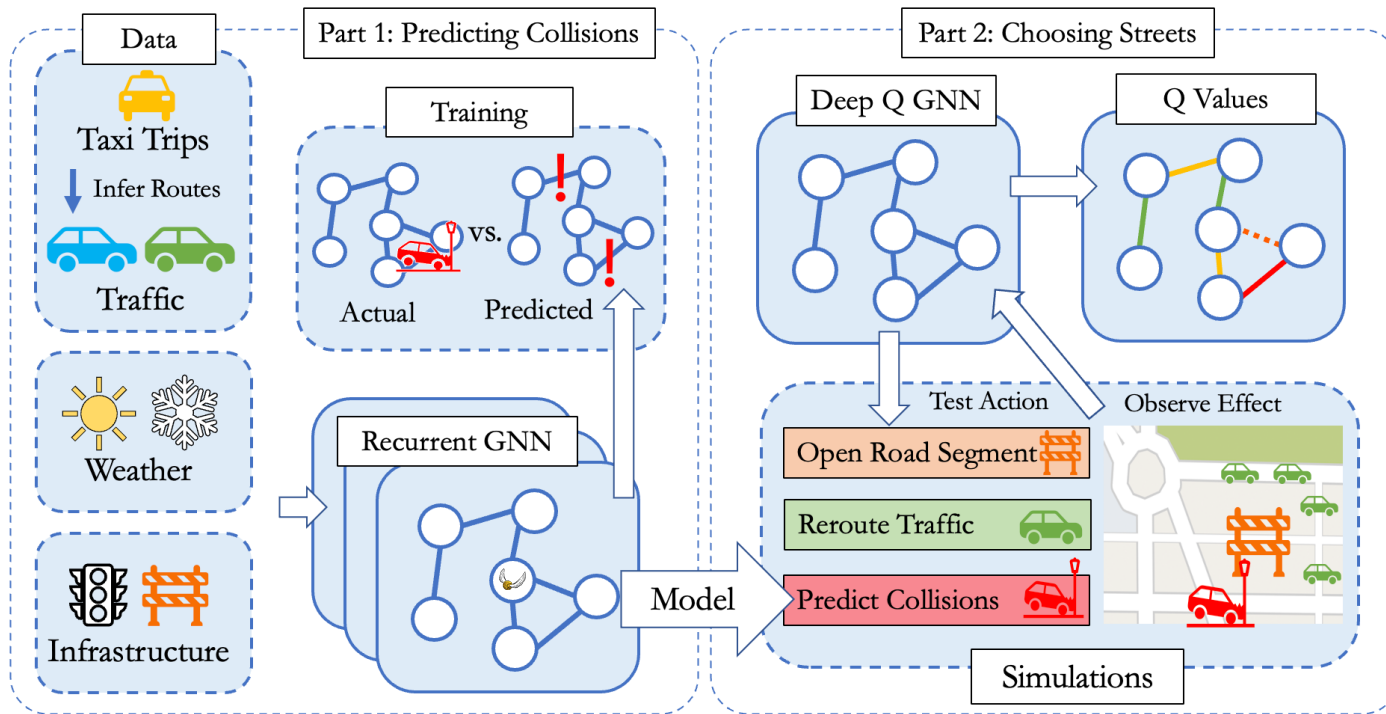 Data
Part 1: Predicting Collisions
Taxi Trips
Infer Routes
Traffic
Weather
Infrastructure
Training
vs.
Actual
Predicted
Recurrent GNN
Model
Part 2: Choosing Streets
Deep Q GNN
Q Values
Test Action
Observe Effect
Open Road Segment
Reroute Traffic
Predict Collisions
Simulations